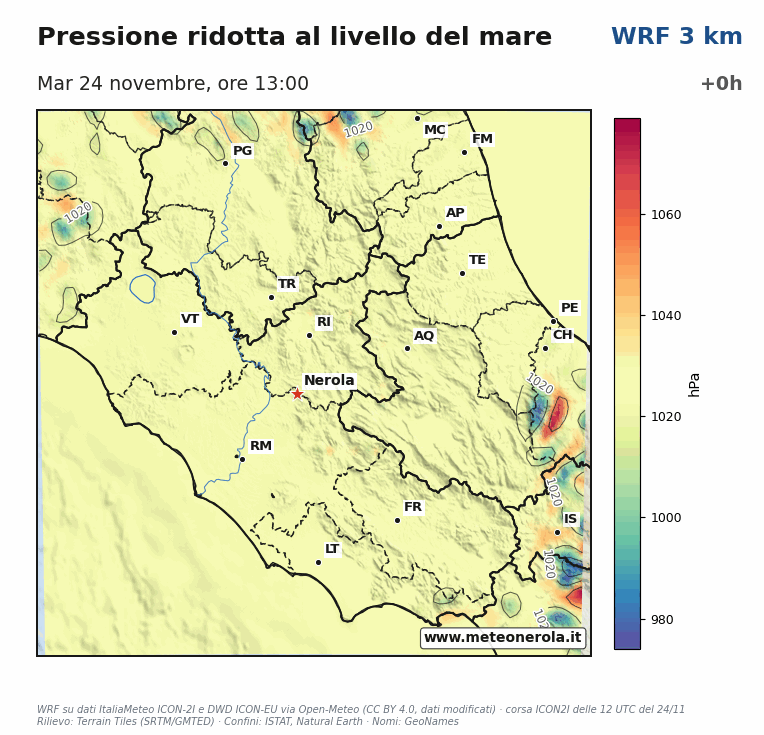 Pressione ridotta al livello del mare
WRF 3 km
Mar 24 novembre, ore 13:00
+0h
1020
MC
FM
PG
1020
AP
TE
TR
PE
VT
RI
AQ
CH
Nerola
1020
RM
1020
FR
IS
LT
1020
www.meteonerola.it
1060
1040
1020
1000
980
hPa
WRF su dati ItaliaMeteo ICON-2I e DWD ICON-EU via Open-Meteo (CC BY 4.0, dati modificati) · corsa ICON2I delle 12 UTC del 24/11
Rilievo: Terrain Tiles (SRTM/GMTED) · Confini: ISTAT, Natural Earth · Nomi: GeoNames